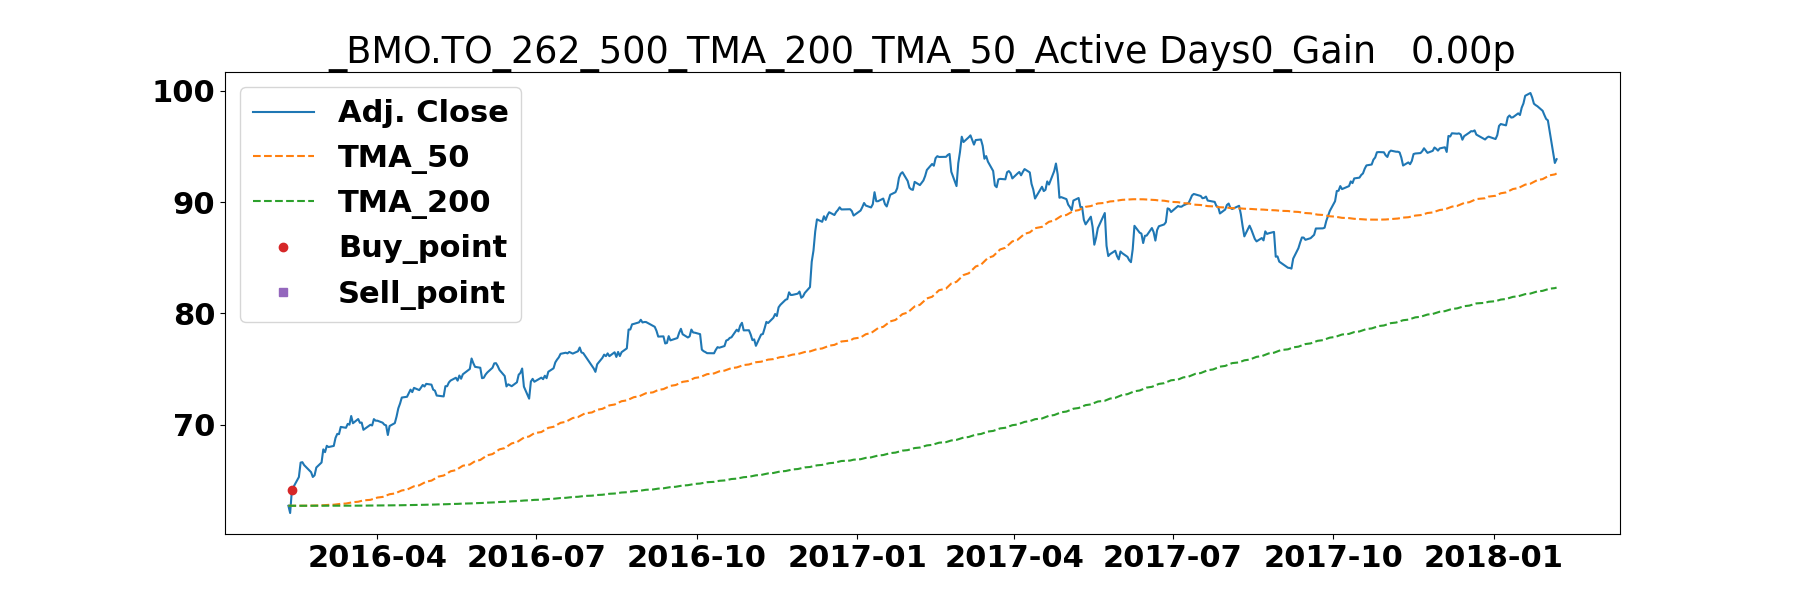 _BMO.TO_262_500_TMA_200_TMA_50_Active Days0_Gain   0.00p
100
90
80
70
Adj. Close
TMA_50
TMA_200
Buy_point
Sell_point
2016-04 2016-07 2016-10 2017-01 2017-04 2017-07 2017-10 2018-01